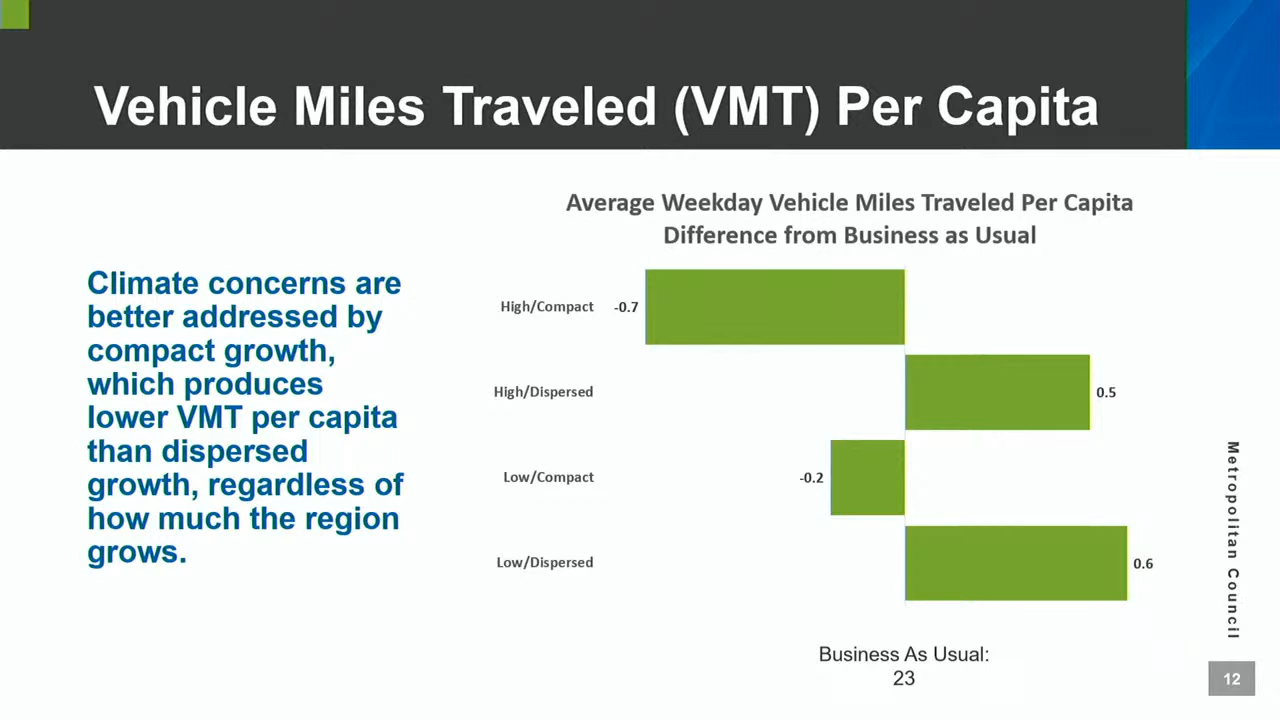 Vehicle Miles Traveled (VMT) Per Capita
Climate concerns are
better addressed by
compact growth,
which produces
lower VMT per capita
than dispersed
growth, regardless of
how much the region
grows.
Average Weekday Vehicle Miles Traveled Per Capita
Difference from Business as Usual
High/Compact -0.7
High/Dispersed 0.5
Low/Compact -0.2
Low/Dispersed 0.6
Business As Usual:
23
Metropolitan Council
12